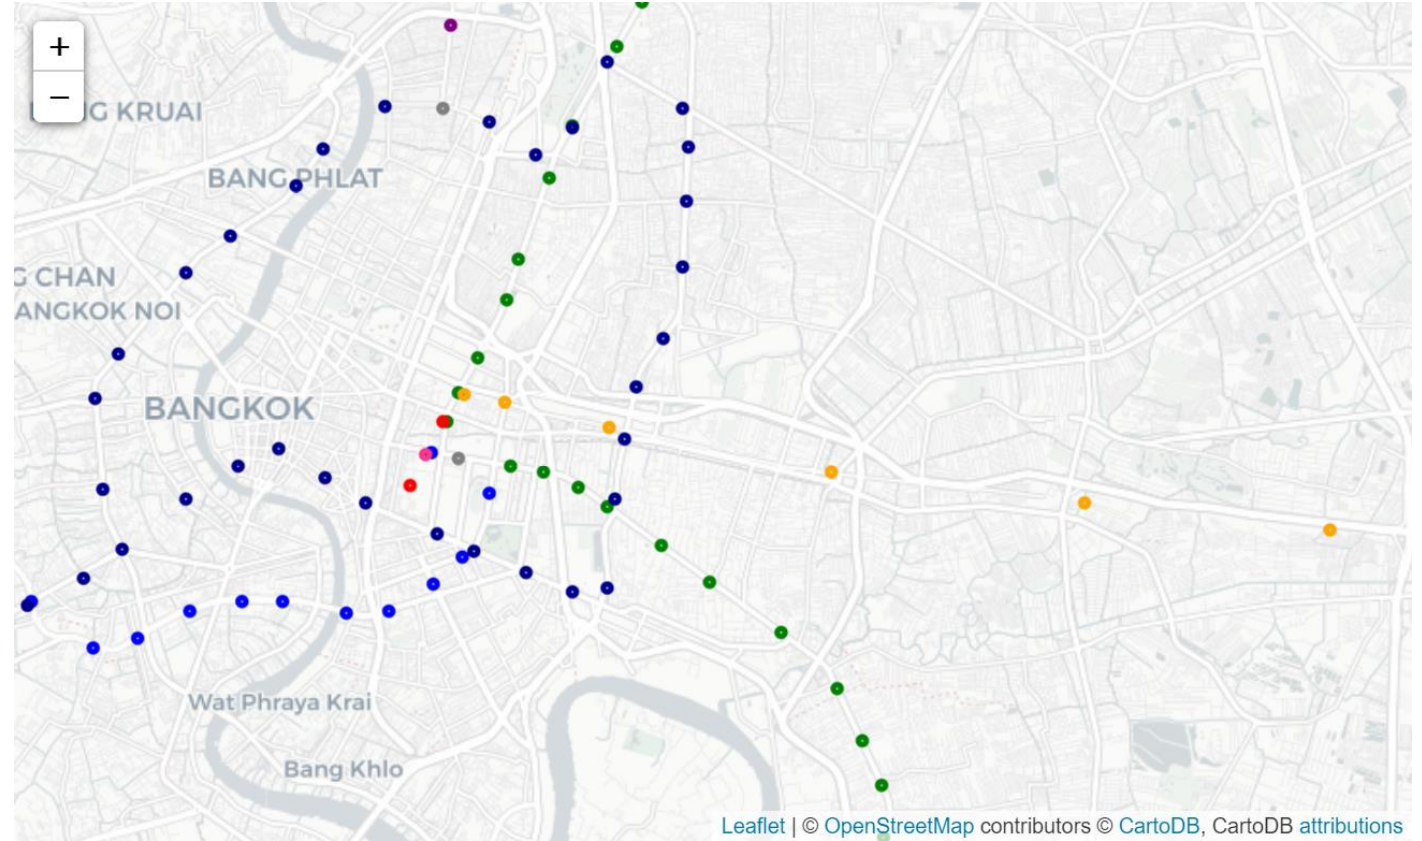 +
−
G KRUAI
BANG PHLAT
G CHAN
ANGKOK NOI
BANGKOK
Wat Phraya Krai
Bang Khlo
Leaflet | © OpenStreetMap contributors © CartoDB, CartoDB attributions